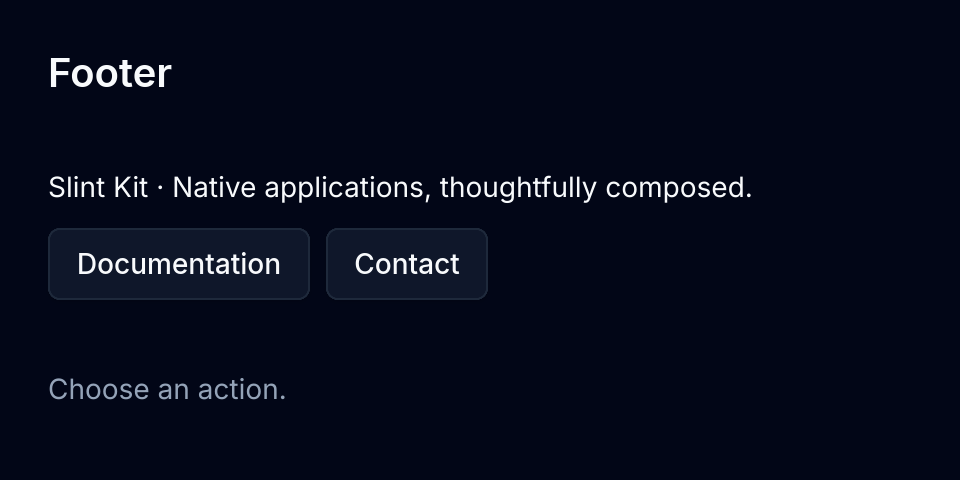 Footer
Slint Kit · Native applications, thoughtfully composed.
Documentation Contact
Choose an action.